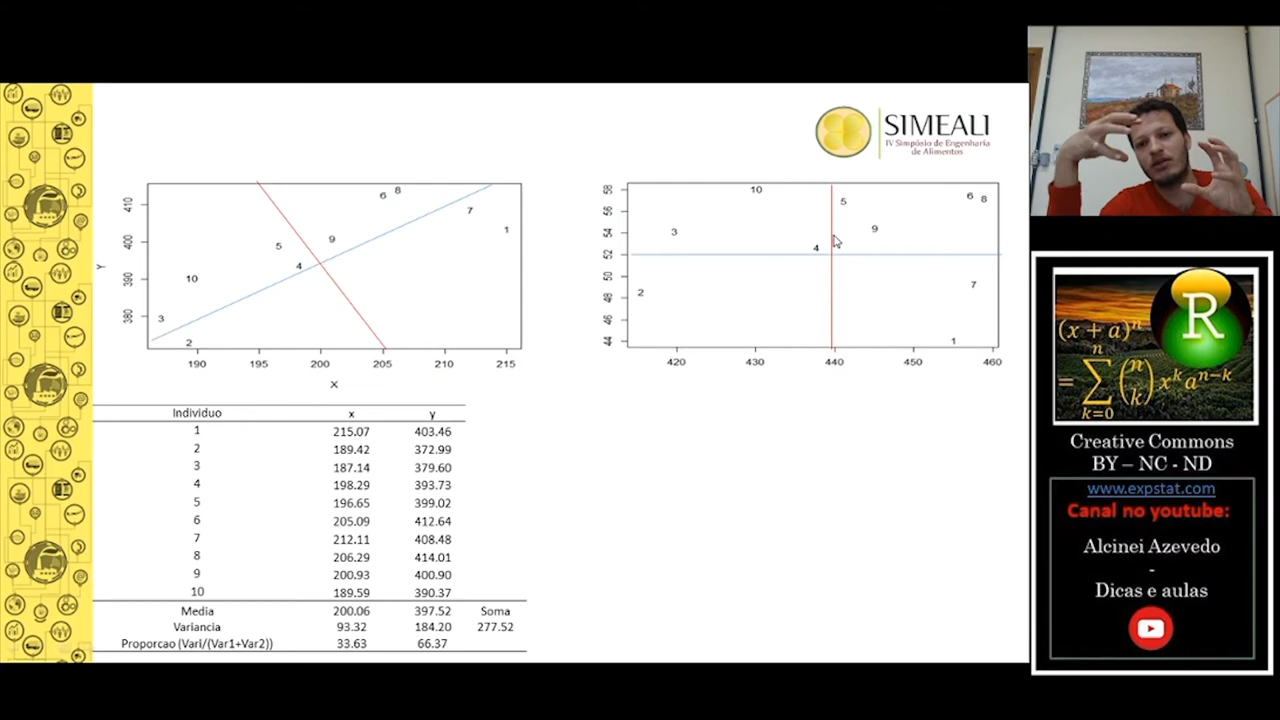 SIMEALI
IV Simpósio de Engenharia
de Alimentos
410
400
390
380
Y
1
2
3
4
5
6
7
8
9
10
190
195
200
205
210
215
X
58
56
54
52
50
48
46
44
10
5
6
8
3
9
4
7
2
1
420
430
440
450
460
Individuo x y
1 215.07 403.46
2 189.42 372.99
3 187.14 379.60
4 198.29 393.73
5 196.65 399.02
6 205.09 412.64
7 212.11 408.48
8 206.29 414.01
9 200.93 400.90
10 189.59 390.37
Media 200.06 397.52 Soma
Variancia 93.32 184.20 277.52
Proporcao (Vari/(Var1+Var2)) 33.63 66.37
R
(x + a)^n
= ∑ n k=0 (n k) x^k a^{n-k}
Creative Commons
BY – NC - ND
www.expstat.com
Canal no youtube:
Alcinei Azevedo
-
Dicas e aulas